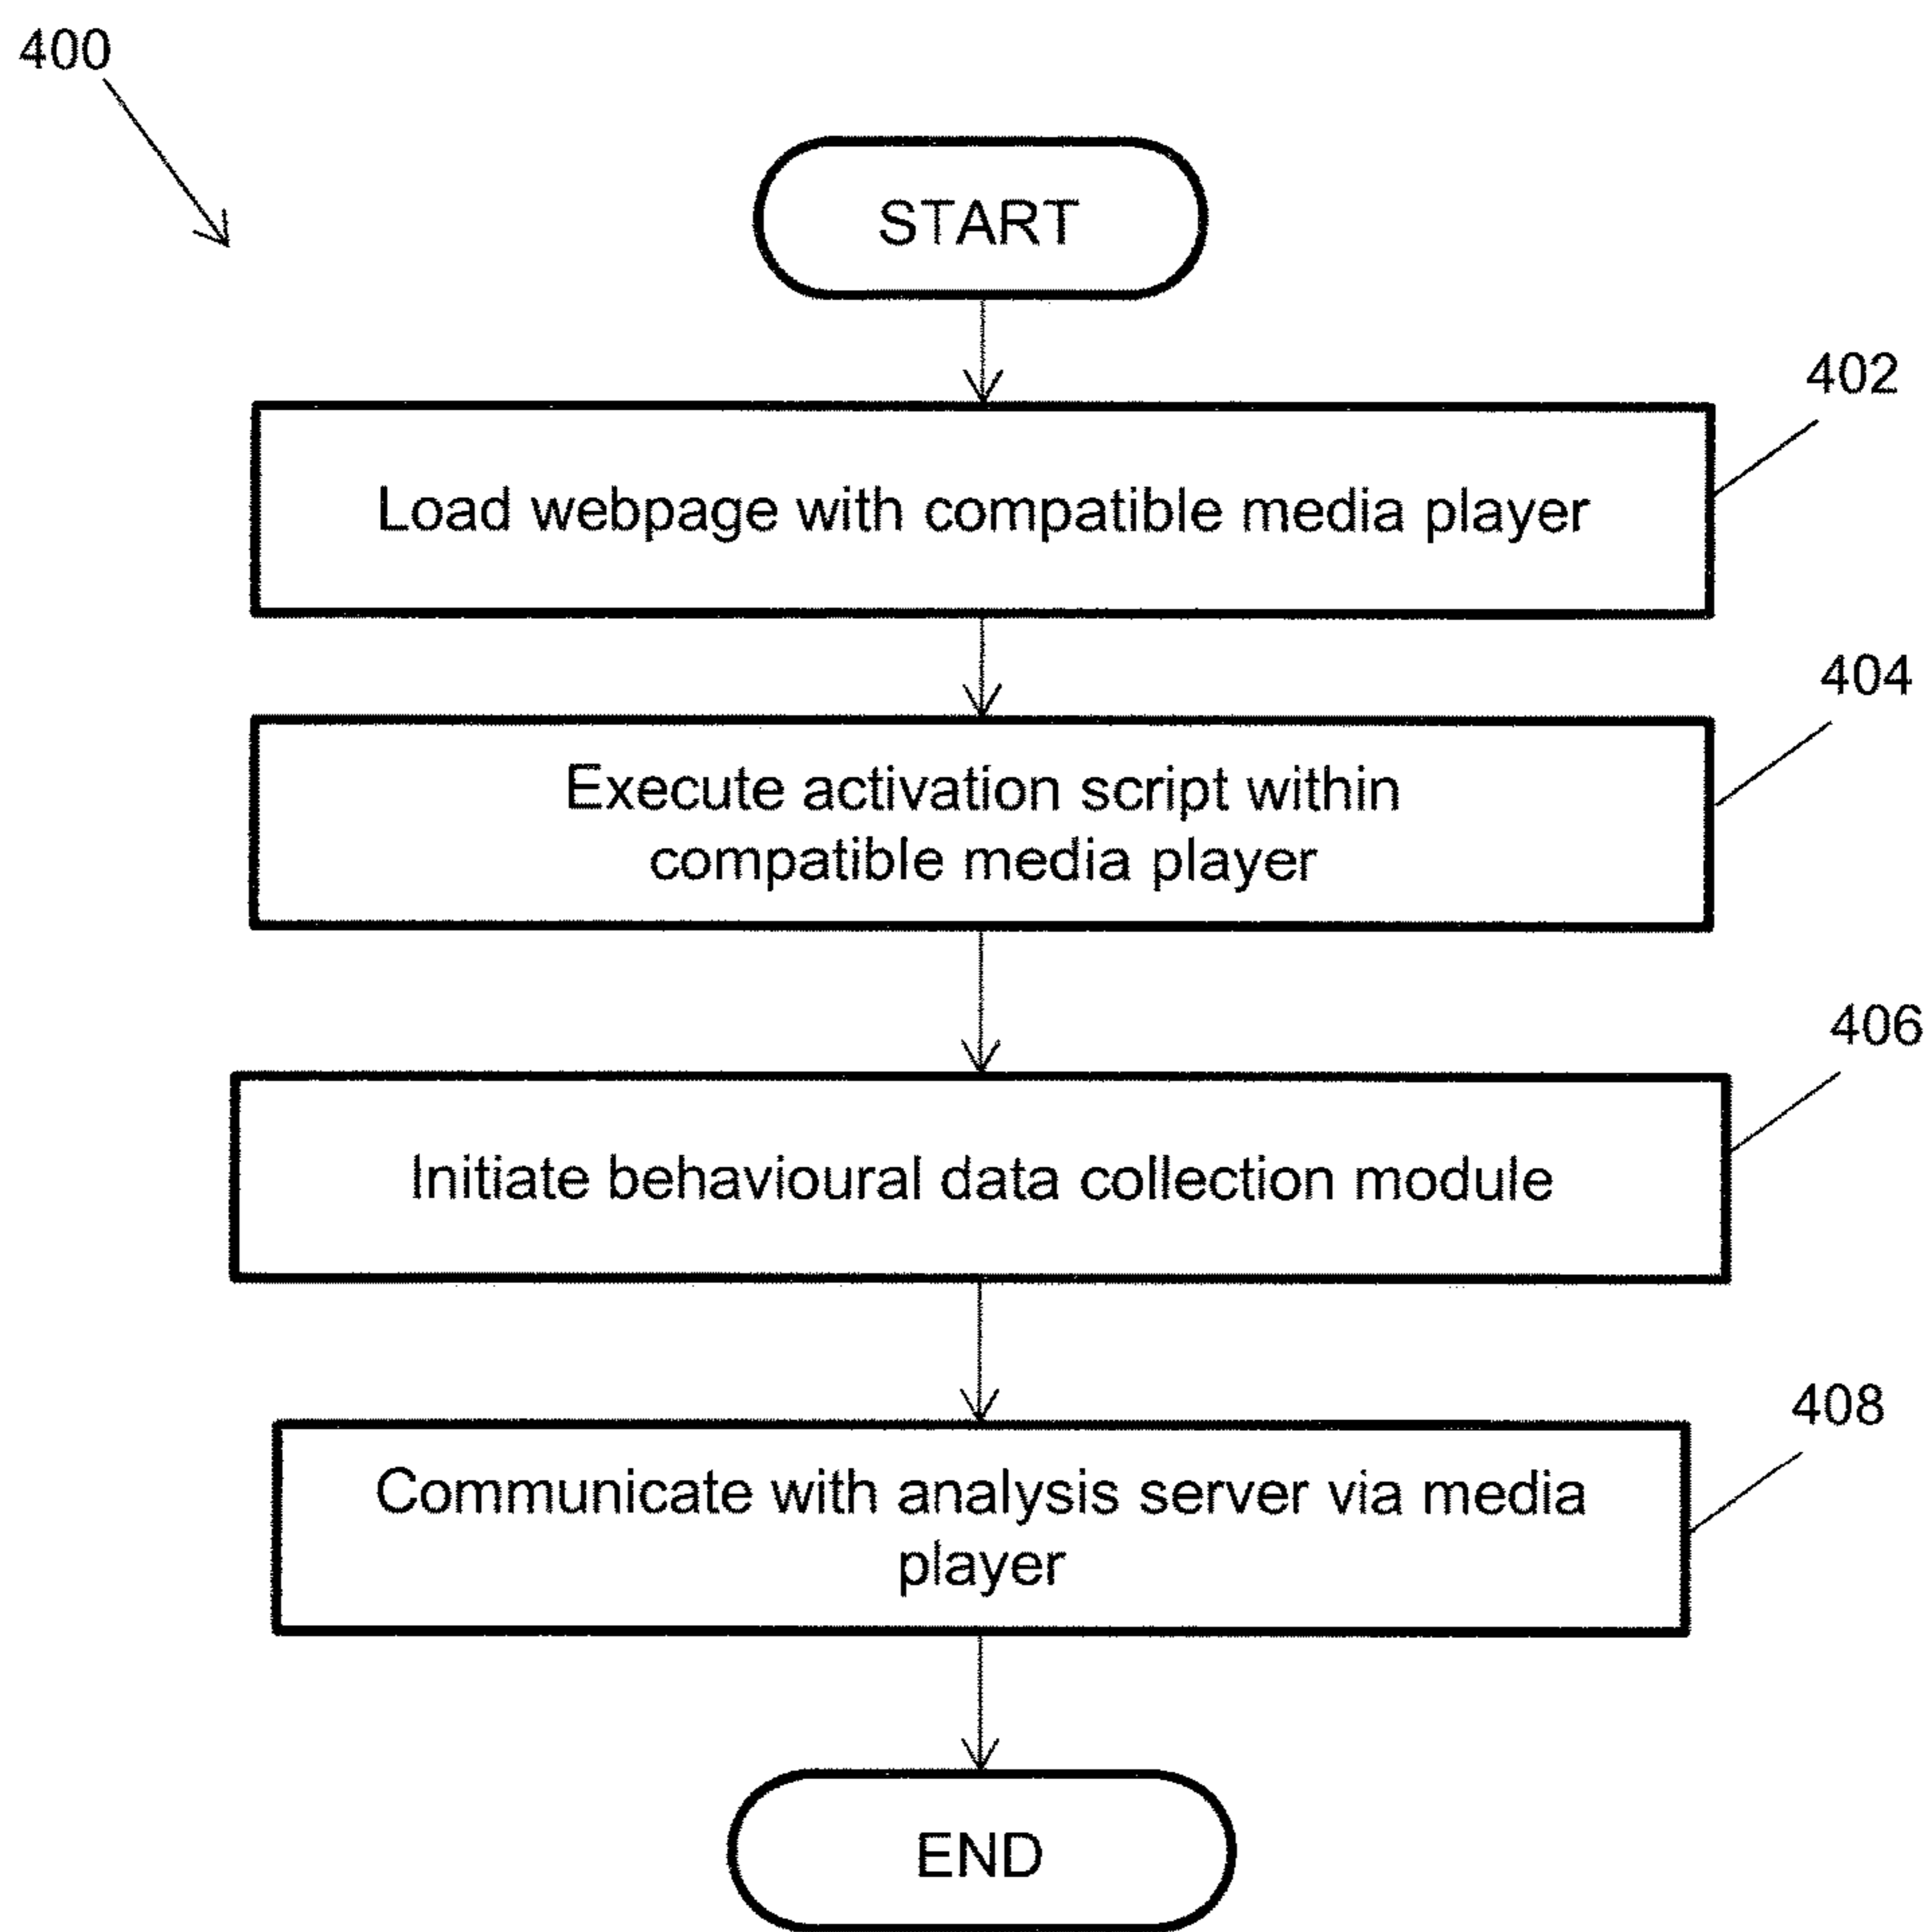 400
START
402
Load webpage with compatible media player
404
Execute activation script within
compatible media player
406
Initiate behavioural data collection module
408
Communicate with analysis server via media
player
END